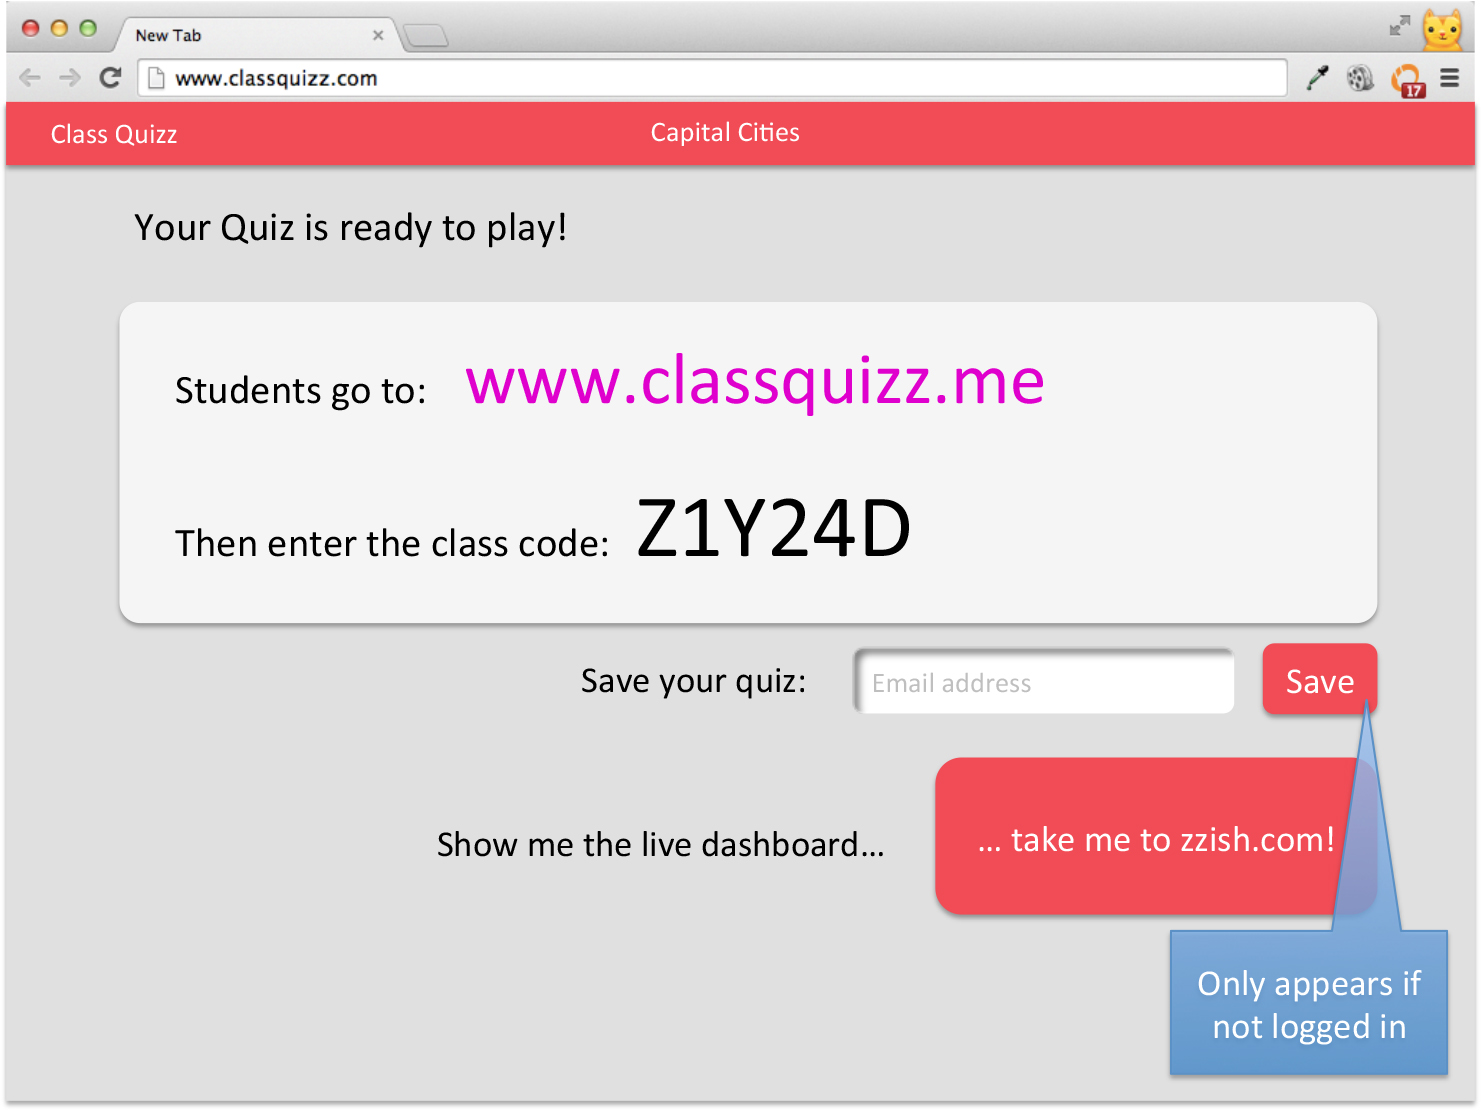 New Tab
www.classquizz.com
17
Class Quizz
Capital Cities
Your Quiz is ready to play!
Students go to: www.classquizz.me
Then enter the class code: Z1Y24D
Save your quiz: Email address Save
Show me the live dashboard... ... take me to zzish.com!
Only appears if
not logged in